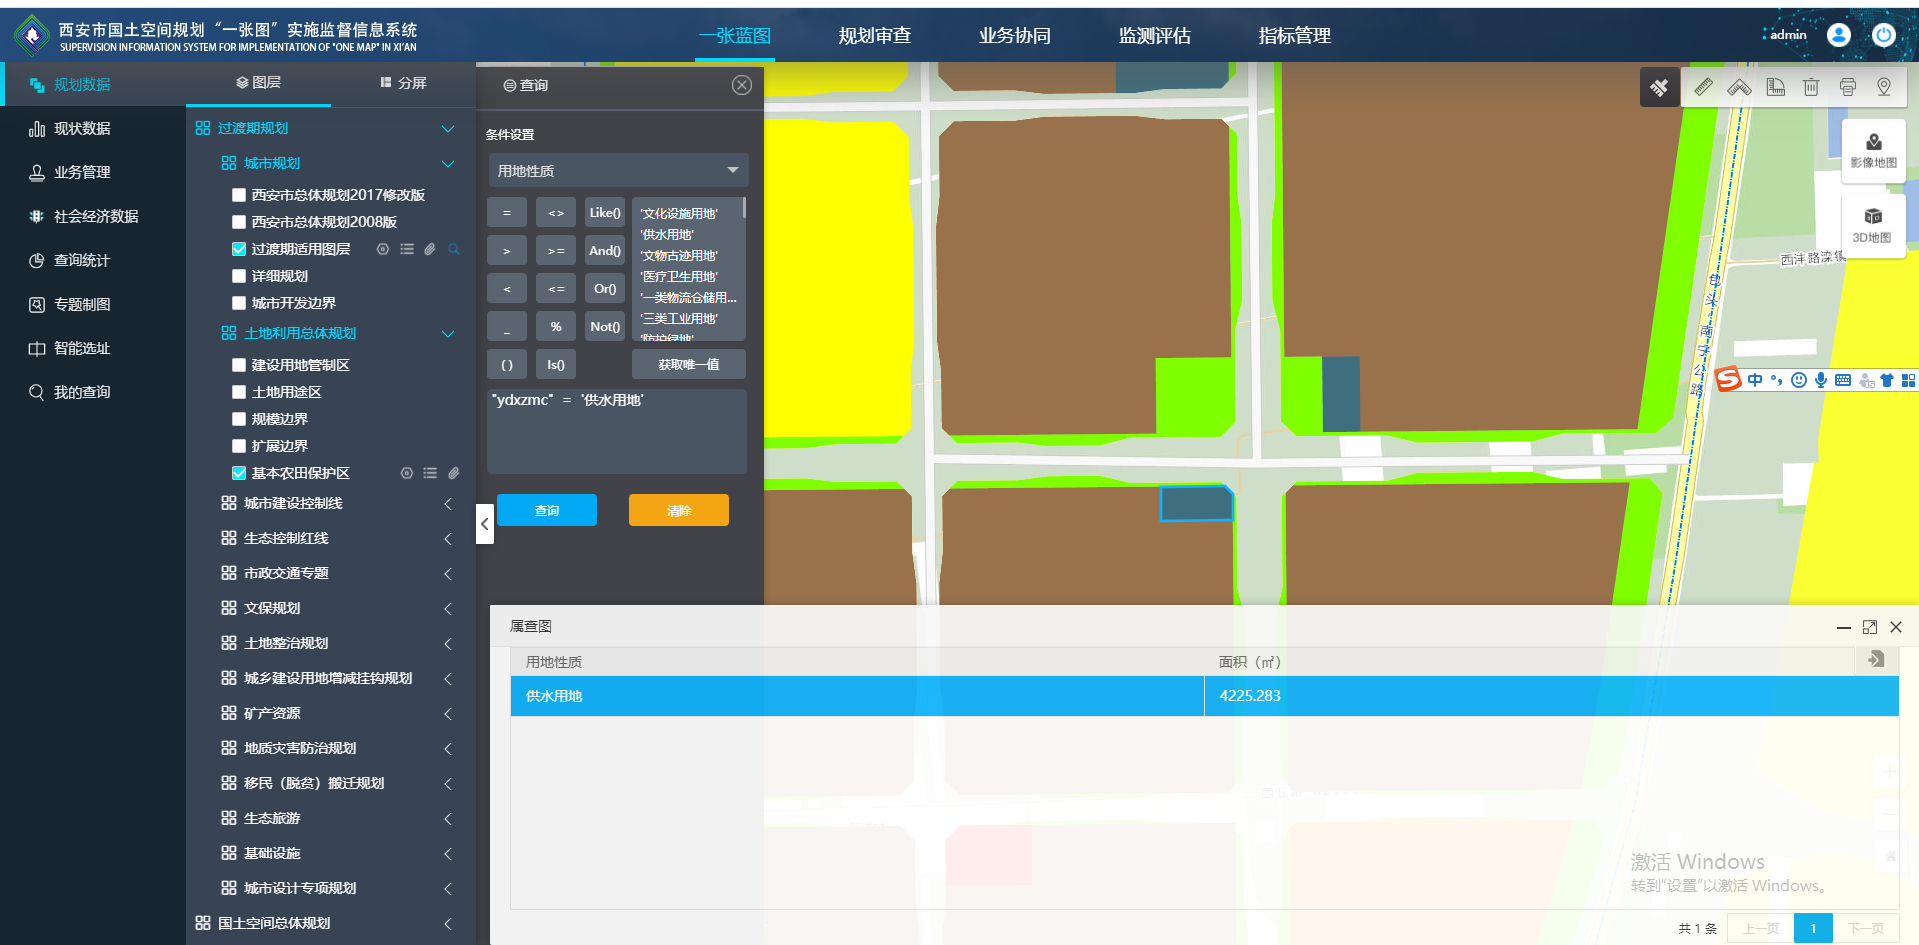 西安市国土空间规划“一张图”实施监督信息系统
SUPERVISION INFORMATION SYSTEM FOR IMPLEMENTATION OF "ONE MAP" IN XI'AN
一张蓝图
规划审查
业务协同
监测评估
指标管理
admin
规划数据
现状数据
业务管理
社会经济数据
查询统计
专题制图
智能选址
我的查询
图层
分屏
过渡期规划
城市规划
西安市总体规划2017修改版
西安市总体规划2008版
过渡期适用图层
详细规划
城市开发边界
土地利用总体规划
建设用地管制区
土地用途区
规模边界
扩展边界
基本农田保护区
城市建设控制线
生态控制红线
市政交通专题
文保规划
土地整治规划
城乡建设用地增减挂钩规划
矿产资源
地质灾害防治规划
移民（脱贫）搬迁规划
生态旅游
基础设施
城市设计专项规划
国土空间总体规划
查询
条件设置
用地性质
= <> Like()
> >= And()
< <= Or()
_ % Not()
( ) Is()
'文化设施用地'
'供水用地'
'文物古迹用地'
'医疗卫生用地'
'一类物流仓储用...
'三类工业用地'
'防护绿地'
获取唯一值
"ydxzmc" = '供水用地'
查询
清除
影像地图
3D地图
西沣路滦镇
包头
南子公路
中
属查图
用地性质
面积（㎡）
供水用地
4225.283
激活 Windows
转到“设置”以激活 Windows。
共 1 条
上一页
1
下一页